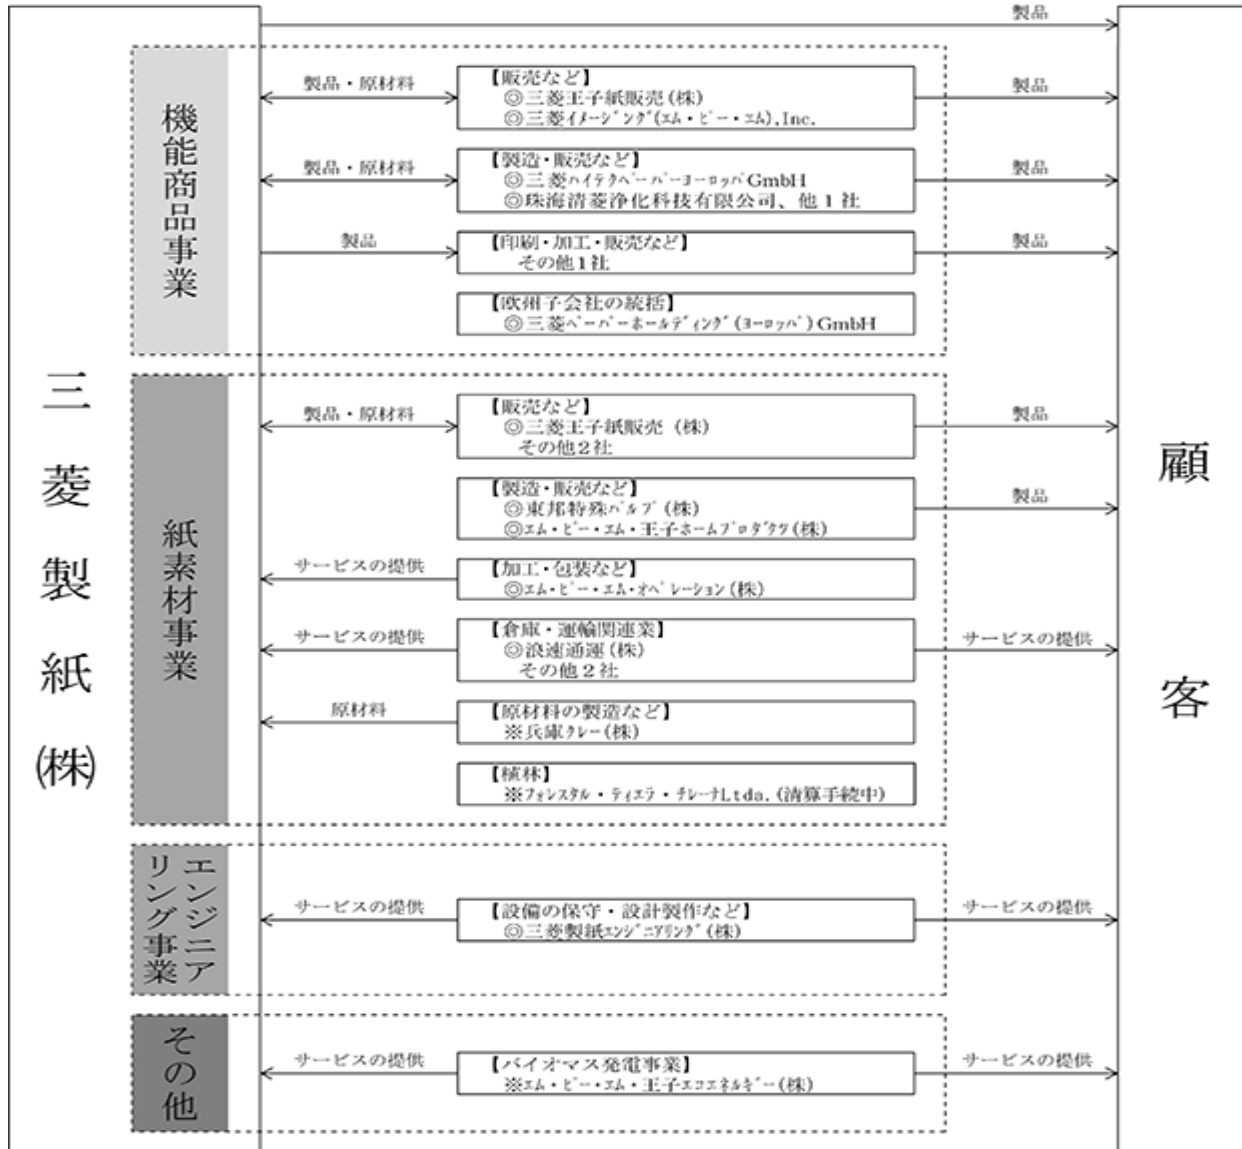 三菱製紙(株)
製品
顧客
機能商品事業
製品・原材料
【販売など】
◎三菱王子紙販売(株)
◎三菱ｲﾒｰｼﾞﾝｸﾞ(ｴﾑ・ﾋﾟｰ・ｴﾑ),Inc.
製品
製品・原材料
【製造・販売など】
◎三菱ﾊｲﾃｸﾍﾟｰﾊﾟｰﾖｰﾛｯﾊﾟGmbH
◎珠海清菱浄化科技有限公司、他１社
製品
製品
【印刷・加工・販売など】
その他1社
製品
【欧州子会社の統括】
◎三菱ﾍﾟｰﾊﾟｰﾎｰﾙﾃﾞｨﾝｸﾞ(ﾖｰﾛｯﾊﾟ)GmbH
紙素材事業
製品・原材料
【販売など】
◎三菱王子紙販売 (株)
その他2社
製品
【製造・販売など】
◎東邦特殊ﾊﾟﾙﾌﾟ(株)
◎ｴﾑ・ﾋﾟｰ・ｴﾑ・王子ﾎｰﾑﾌﾟﾛﾀﾞｸﾂ(株)
製品
サービスの提供
【加工・包装など】
◎ｴﾑ・ﾋﾟｰ・ｴﾑ・ｵﾍﾟﾚｰｼｮﾝ(株)
サービスの提供
【倉庫・運輸関連業】
◎浪速通運(株)
その他２社
サービスの提供
原材料
【原材料の製造など】
※兵庫ｸﾚｰ(株)
【植林】
※ﾌｫﾚｽﾀﾙ・ﾃｨｴﾗ・ﾁﾚｰﾅLtda.(清算手続中)
エンジニア
リング事業
サービスの提供
【設備の保守・設計製作など】
◎三菱製紙ｴﾝｼﾞﾆｱﾘﾝｸﾞ(株)
サービスの提供
その他
サービスの提供
【バイオマス発電事業】
※ｴﾑ・ﾋﾟｰ・ｴﾑ・王子ｴｺｴﾈﾙｷﾞｰ(株)
サービスの提供